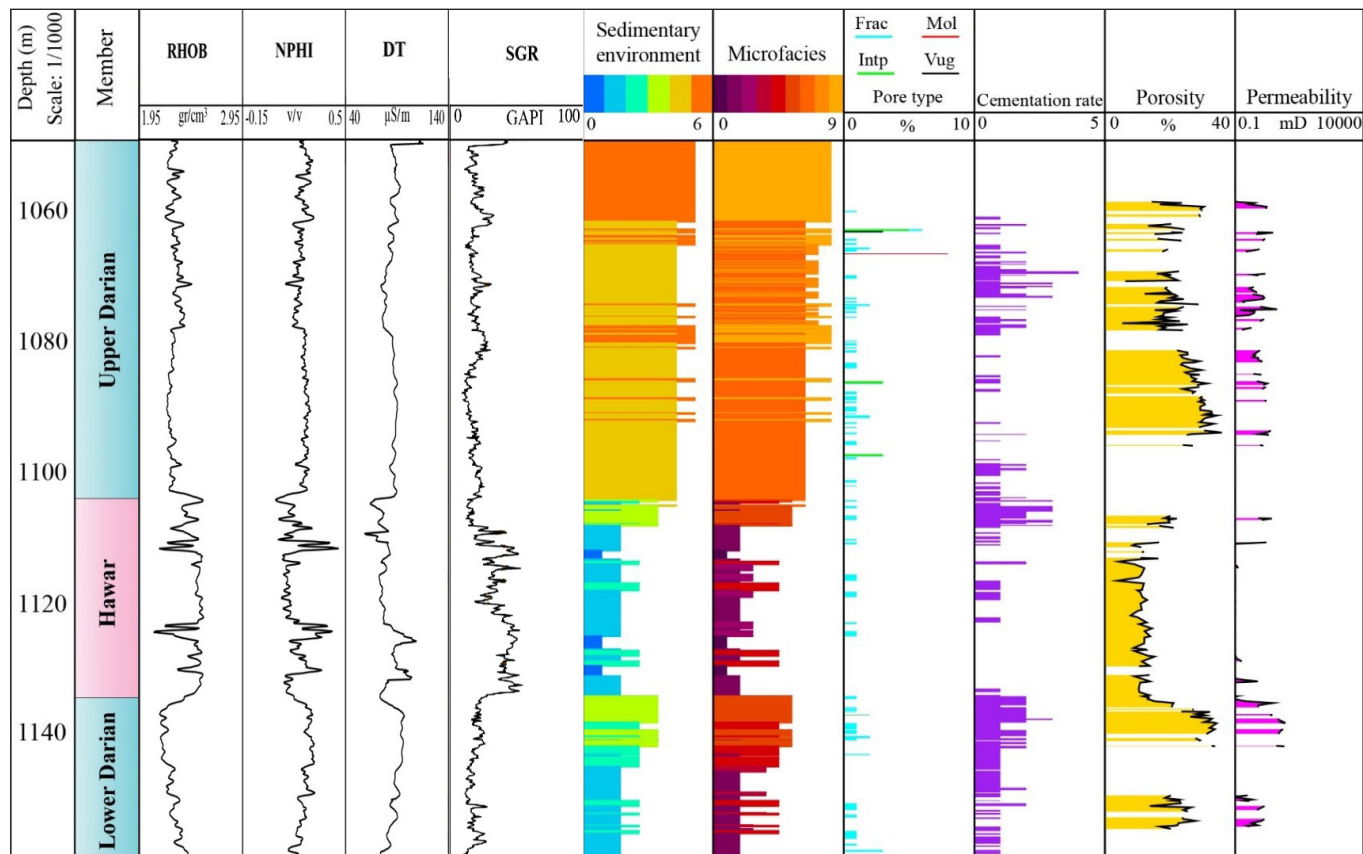 Depth (m)
Scale: 1/1000
Member
RHOB
1.95 gr/cm³ 2.95
NPHI
-0.15 v/v 0.5
DT
40 µS/m 140
SGR
0 GAPI 100
Sedimentary
environment
0 6
Microfacies
0 9
Frac Mol
Intp Vug
Pore type
0 % 10
Cementation rate
0 5
Porosity
0 % 40
Permeability
0.1 mD 10000
1060
1080
1100
1120
1140
Upper Darian
Hawar
Lower Darian